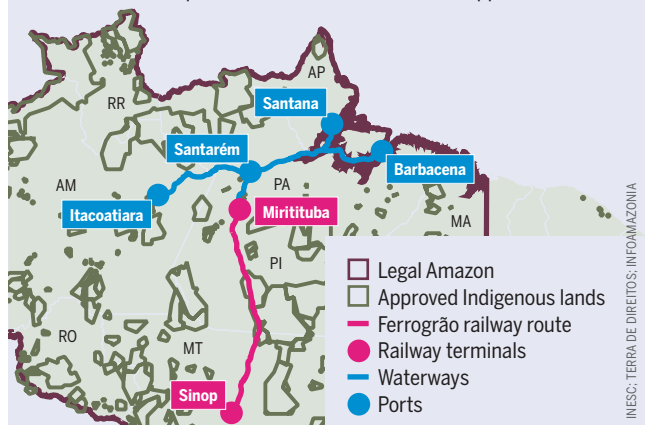 AP
RR
Santana
Santarém
Barbacena
AM
PA
Itacoatiara
Miritituba
MA
PI
RO
MT
Sinop
Legal Amazon
Approved Indigenous lands
Ferrogrão railway route
Railway terminals
Waterways
Ports
INESC; TERRA DE DIREITOS; INFOAMAZONIA